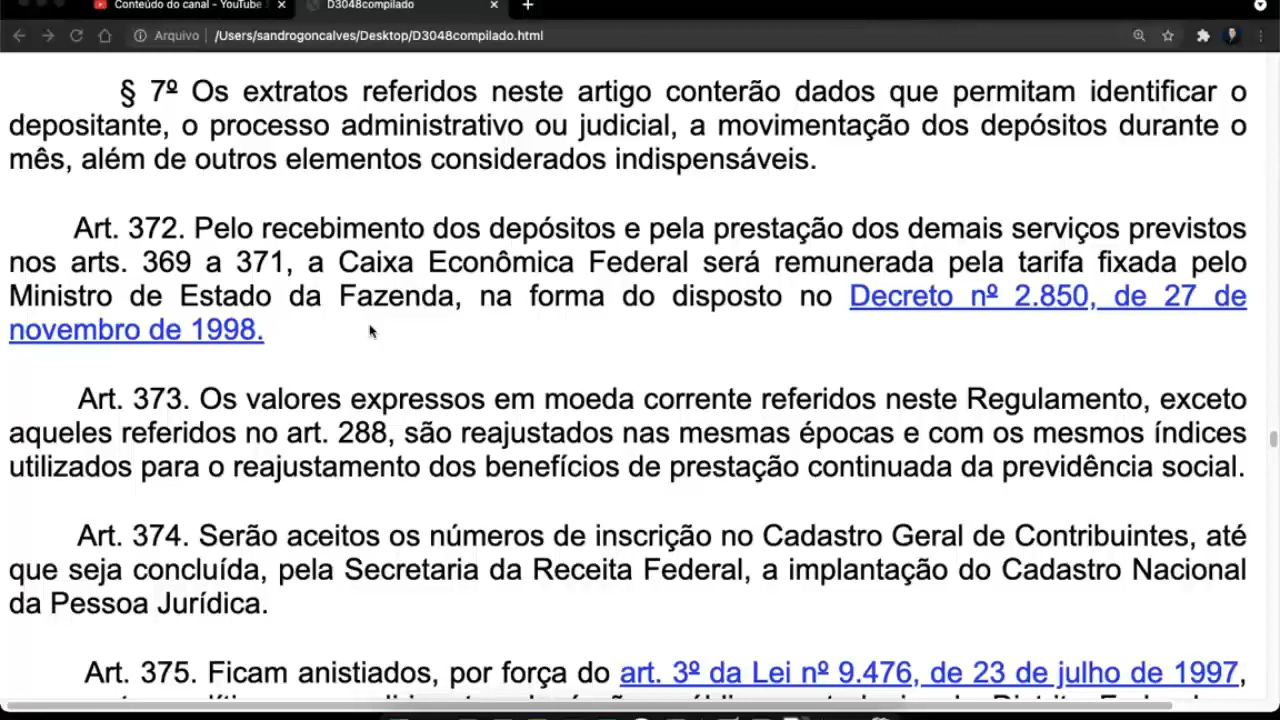 Conteúdo do canal - YouTube
D3048compilado
Arquivo /Users/sandrogoncalves/Desktop/D3048compilado.html
§ 7º Os extratos referidos neste artigo conterão dados que permitam identificar o
depositante, o processo administrativo ou judicial, a movimentação dos depósitos durante o
mês, além de outros elementos considerados indispensáveis.
Art. 372. Pelo recebimento dos depósitos e pela prestação dos demais serviços previstos
nos arts. 369 a 371, a Caixa Econômica Federal será remunerada pela tarifa fixada pelo
Ministro de Estado da Fazenda, na forma do disposto no Decreto nº 2.850, de 27 de
novembro de 1998.
Art. 373. Os valores expressos em moeda corrente referidos neste Regulamento, exceto
aqueles referidos no art. 288, são reajustados nas mesmas épocas e com os mesmos índices
utilizados para o reajustamento dos benefícios de prestação continuada da previdência social.
Art. 374. Serão aceitos os números de inscrição no Cadastro Geral de Contribuintes, até
que seja concluída, pela Secretaria da Receita Federal, a implantação do Cadastro Nacional
da Pessoa Jurídica.
Art. 375. Ficam anistiados, por força do art. 3º da Lei nº 9.476, de 23 de julho de 1997,